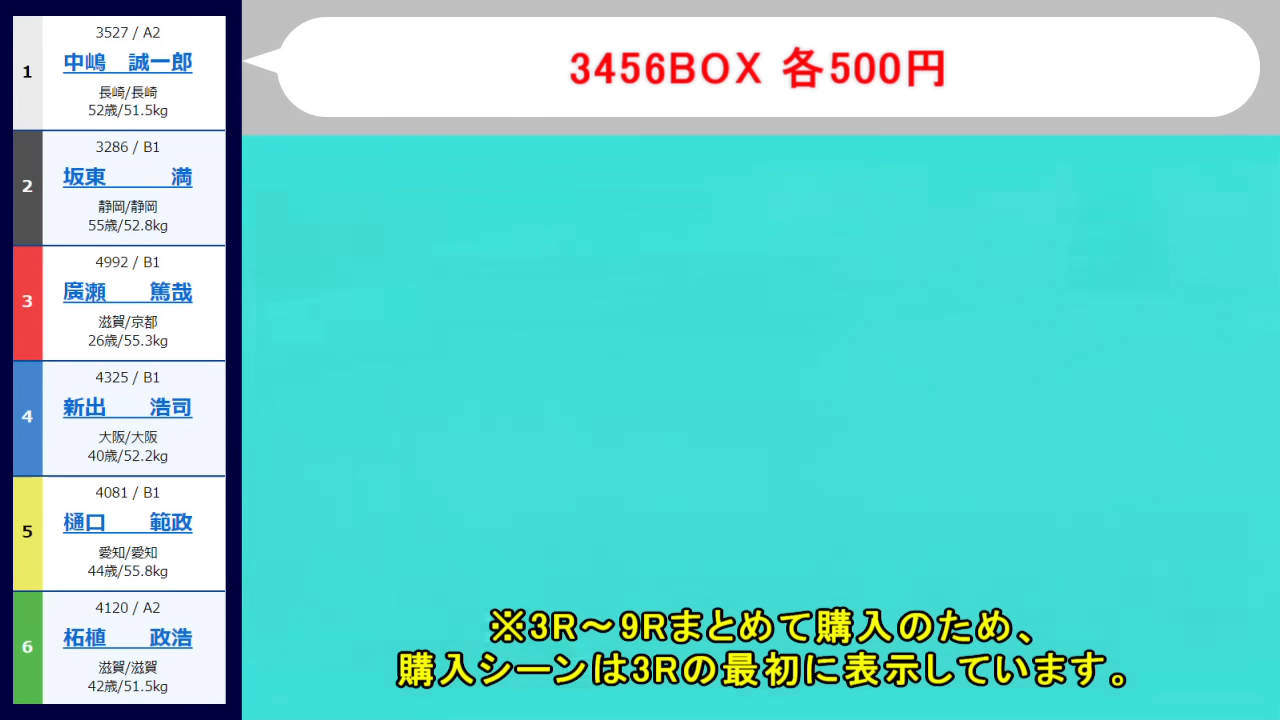 1
3527 / A2
中嶋　誠一郎
長崎/長崎
52歳/51.5kg
2
3286 / B1
坂東　　　満
静岡/静岡
55歳/52.8kg
3
4992 / B1
廣瀬　　篤哉
滋賀/京都
26歳/55.3kg
4
4325 / B1
新出　　浩司
大阪/大阪
40歳/52.2kg
5
4081 / B1
樋口　　範政
愛知/愛知
44歳/55.8kg
6
4120 / A2
柘植　　政浩
滋賀/滋賀
42歳/51.5kg
3456BOX 各500円
※3R～9Rまとめて購入のため、
購入シーンは3Rの最初に表示しています。